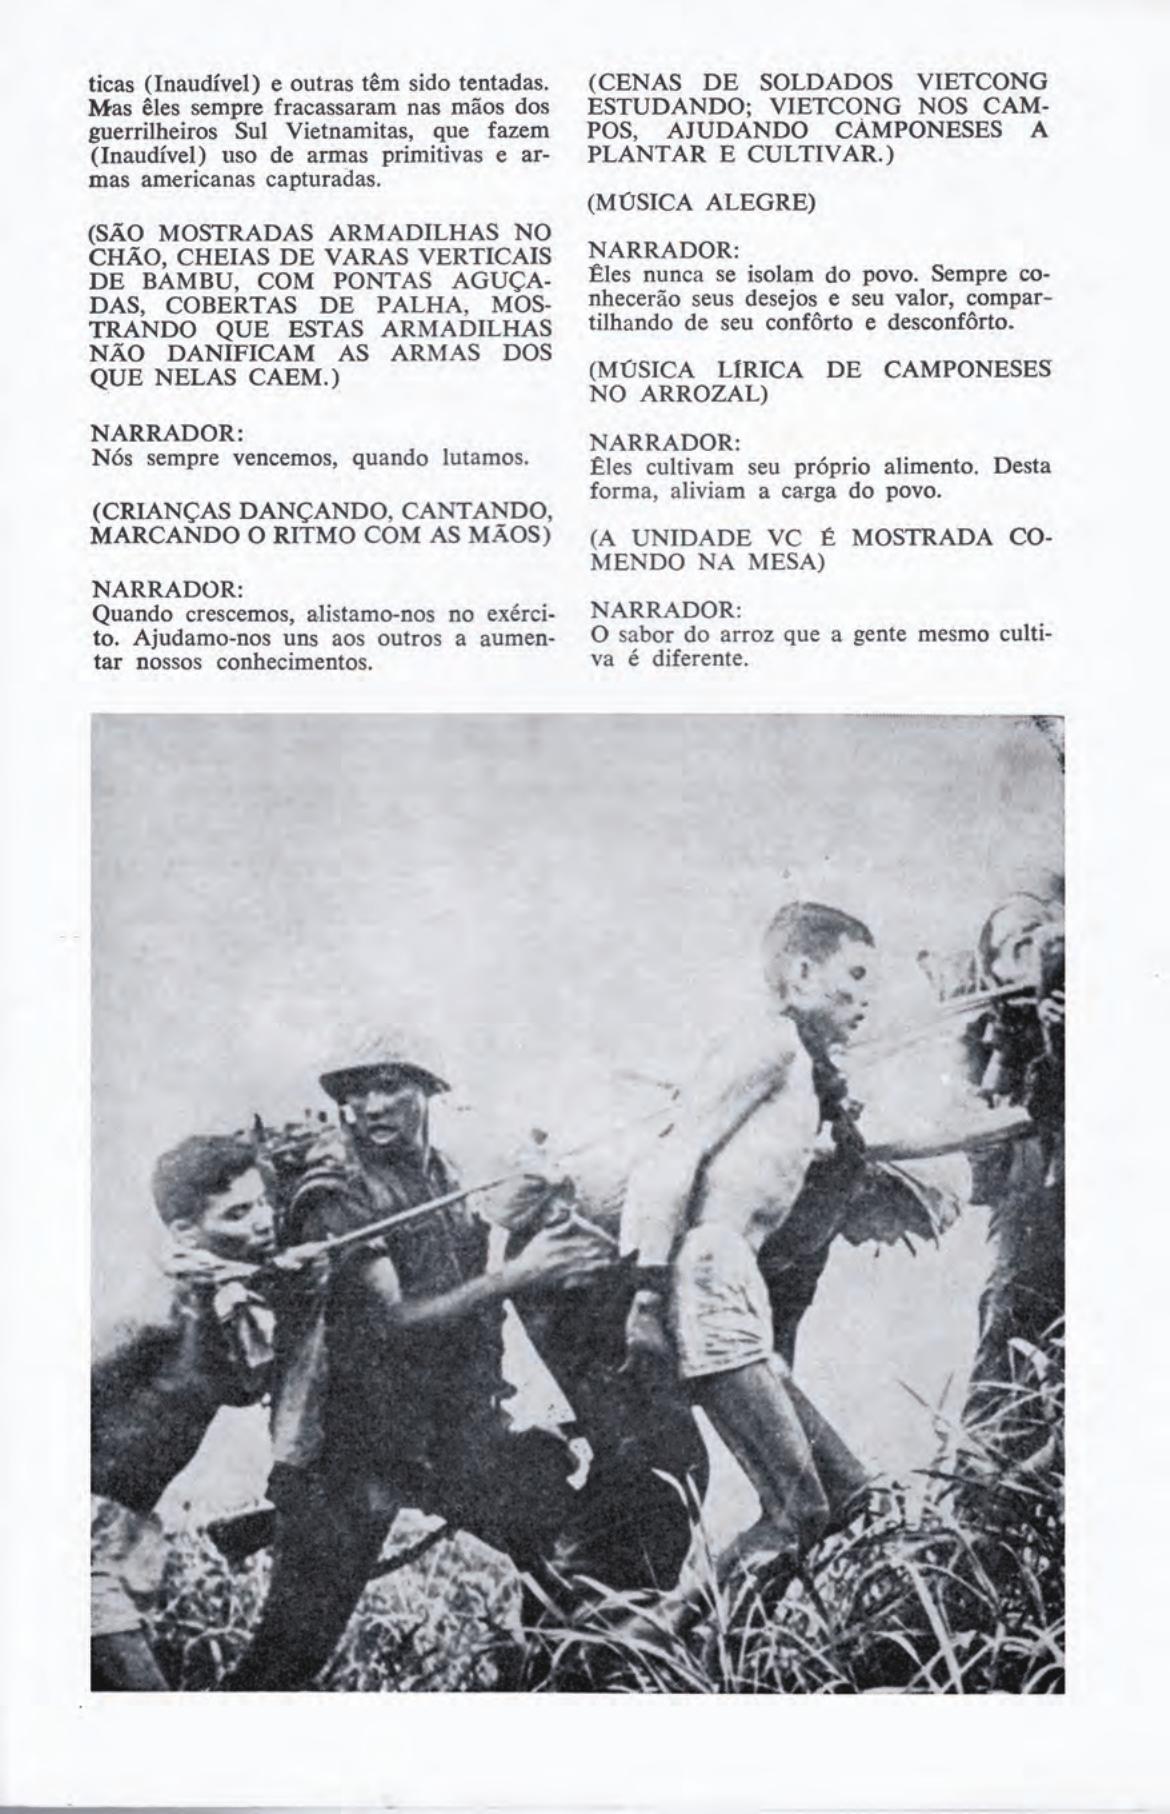 ticas (Inaudível) e outras têm sido tentadas.
Mas êles sempre fracassaram nas mãos dos
guerrilheiros Sul Vietnamitas, que fazem
(Inaudível) uso de armas primitivas e ar-
mas americanas capturadas.
(SÃO MOSTRADAS ARMADILHAS NO
CHÃO, CHEIAS DE VARAS VERTICAIS
DE BAMBU, COM PONTAS AGUÇA-
DAS, COBERTAS DE PALHA, MOS-
TRANDO QUE ESTAS ARMADILHAS
NÃO DANIFICAM AS ARMAS DOS
QUE NELAS CAEM.)
NARRADOR:
Nós sempre vencemos, quando lutamos.
(CRIANÇAS DANÇANDO, CANTANDO,
MARCANDO O RITMO COM AS MÃOS)
NARRADOR:
Quando crescemos, alistamo-nos no exérci-
to. Ajudamo-nos uns aos outros a aumen-
tar nossos conhecimentos.
(CENAS DE SOLDADOS VIETCONG
ESTUDANDO; VIETCONG NOS CAM-
POS, AJUDANDO CAMPONESES A
PLANTAR E CULTIVAR.)
(MÚSICA ALEGRE)
NARRADOR:
Êles nunca se isolam do povo. Sempre co-
nhecerão seus desejos e seu valor, compar-
tilhando de seu confôrto e desconfôrto.
(MÚSICA LÍRICA DE CAMPONESES
NO ARROZAL)
NARRADOR:
Êles cultivam seu próprio alimento. Desta
forma, aliviam a carga do povo.
(A UNIDADE VC É MOSTRADA CO-
MENDO NA MESA)
NARRADOR:
O sabor do arroz que a gente mesmo culti-
va é diferente.